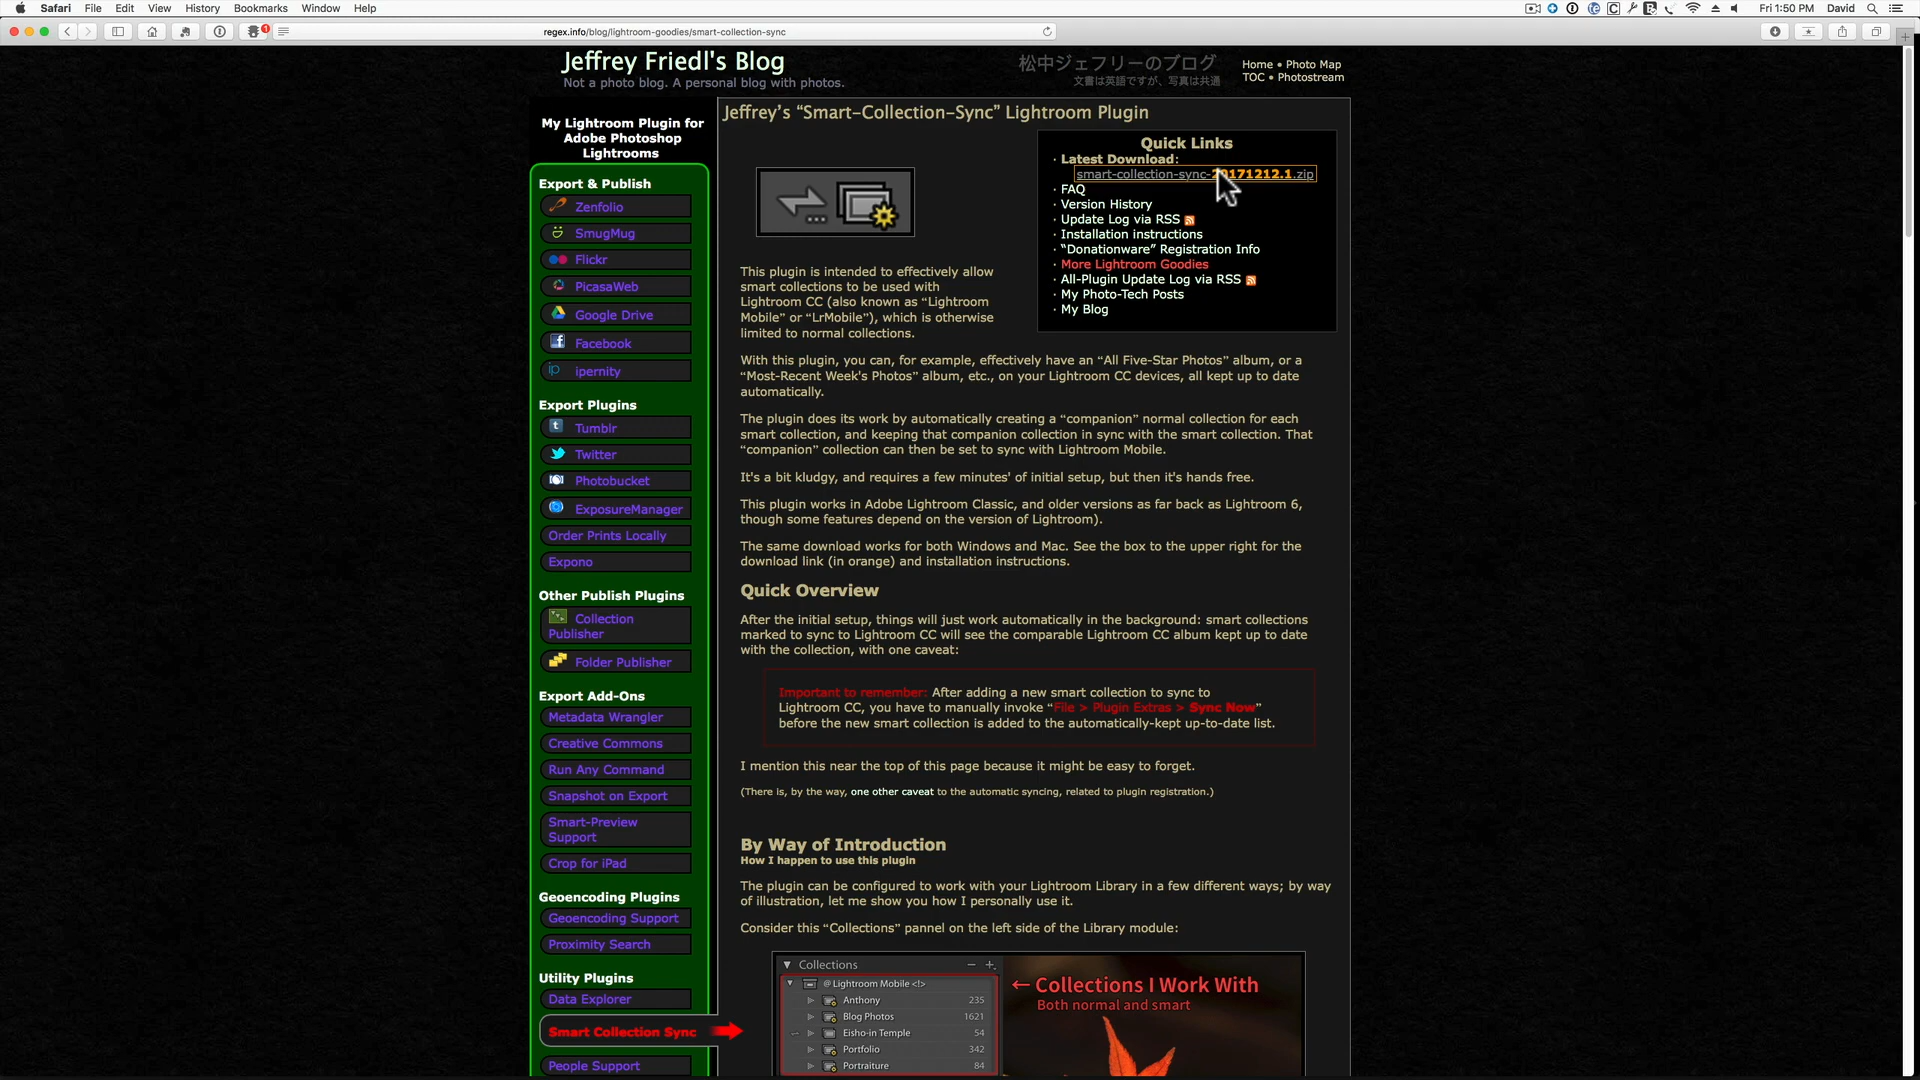 Safari File Edit View History Bookmarks Window Help
Fri 1:50 PM David
regex.info/blog/lightroom-goodies/smart-collection-sync
Jeffrey Friedl's Blog
Not a photo blog. A personal blog with photos.
松中ジェフリーのブログ
文書は英語ですが、写真は共通
Home • Photo Map
TOC • Photostream
My Lightroom Plugin for
Adobe Photoshop
Lightrooms
Export & Publish
Zenfolio
SmugMug
Flickr
PicasaWeb
Google Drive
Facebook
ipernity
Export Plugins
Tumblr
Twitter
Photobucket
ExposureManager
Order Prints Locally
Expono
Other Publish Plugins
Collection
Publisher
Folder Publisher
Export Add-Ons
Metadata Wrangler
Creative Commons
Run Any Command
Snapshot on Export
Smart-Preview
Support
Crop for iPad
Geoencoding Plugins
Geoencoding Support
Proximity Search
Utility Plugins
Data Explorer
Smart Collection Sync
People Support
Jeffrey's “Smart-Collection-Sync” Lightroom Plugin
Quick Links
· Latest Download:
smart-collection-sync-20171212.1.zip
· FAQ
· Version History
· Update Log via RSS
· Installation instructions
· “Donationware” Registration Info
· More Lightroom Goodies
· All-Plugin Update Log via RSS
· My Photo-Tech Posts
· My Blog
This plugin is intended to effectively allow
smart collections to be used with
Lightroom CC (also known as “Lightroom
Mobile” or “LrMobile”), which is otherwise
limited to normal collections.
With this plugin, you can, for example, effectively have an “All Five-Star Photos” album, or a
“Most-Recent Week's Photos” album, etc., on your Lightroom CC devices, all kept up to date
automatically.
The plugin does its work by automatically creating a “companion” normal collection for each
smart collection, and keeping that companion collection in sync with the smart collection. That
“companion” collection can then be set to sync with Lightroom Mobile.
It's a bit kludgy, and requires a few minutes' of initial setup, but then it's hands free.
This plugin works in Adobe Lightroom Classic, and older versions as far back as Lightroom 6,
though some features depend on the version of Lightroom).
The same download works for both Windows and Mac. See the box to the upper right for the
download link (in orange) and installation instructions.
Quick Overview
After the initial setup, things will just work automatically in the background: smart collections
marked to sync to Lightroom CC will see the comparable Lightroom CC album kept up to date
with the collection, with one caveat:
Important to remember: After adding a new smart collection to sync to
Lightroom CC, you have to manually invoke “File > Plugin Extras > Sync Now”
before the new smart collection is added to the automatically-kept up-to-date list.
I mention this near the top of this page because it might be easy to forget.
(There is, by the way, one other caveat to the automatic syncing, related to plugin registration.)
By Way of Introduction
How I happen to use this plugin
The plugin can be configured to work with your Lightroom Library in a few different ways; by way
of illustration, let me show you how I personally use it.
Consider this “Collections” pannel on the left side of the Library module:
Collections
@ Lightroom Mobile <!>
Anthony 235
Blog Photos 1621
Eisho-in Temple 54
Portfolio 342
Portraiture 84
← Collections I Work With
Both normal and smart